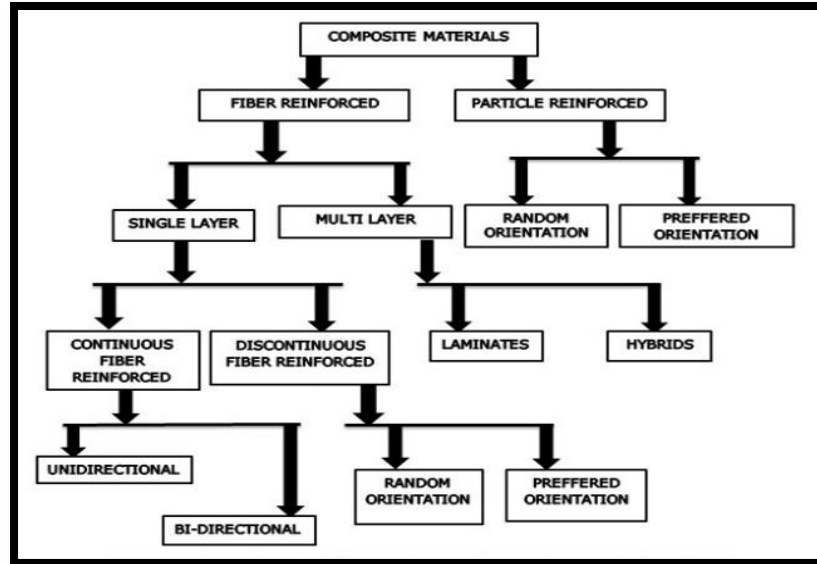 COMPOSITE MATERIALS
FIBER REINFORCED
PARTICLE REINFORCED
SINGLE LAYER
MULTI LAYER
RANDOM
ORIENTATION
PREFFERED
ORIENTATION
CONTINUOUS
FIBER
REINFORCED
DISCONTINUOUS
FIBER REINFORCED
LAMINATES
HYBRIDS
UNIDIRECTIONAL
BI-DIRECTIONAL
RANDOM
ORIENTATION
PREFFERED
ORIENTATION